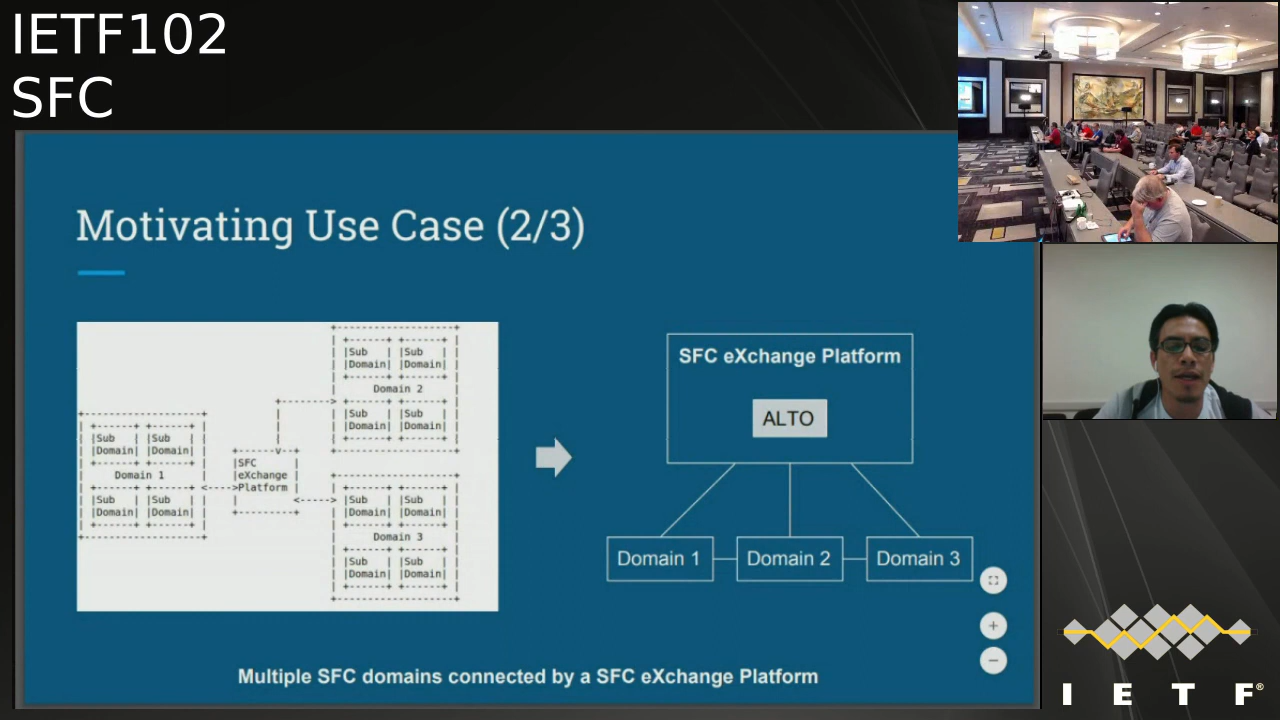 IETF102
SFC
Motivating Use Case (2/3)
+--------------------+
| +------+ +------+ |
| |Sub | |Sub | |
| |Domain| |Domain| |
| +------+ +------+ |
| Domain 2 |
+--------> +------+ +------+ |
| | |Sub | |Sub | |
| | |Domain| |Domain| |
| | +------+ +------+ |
+--------------------+
+--------------------+
| +------+ +------+ |
| |Sub | |Sub | |
| |Domain| |Domain| |
| +------+ +------+ |
| Domain 1 |
| +------+ +------+ |
| |Sub | |Sub | |
| |Domain| |Domain| |
| +------+ +------+ |
+--------------------+
+------v--+
|SFC |
|eXchange |
<---->Platform |
| <----->
+---------+
+--------------------+
| +------+ +------+ |
| |Sub | |Sub | |
| |Domain| |Domain| |
| +------+ +------+ |
| Domain 3 |
| +------+ +------+ |
| |Sub | |Sub | |
| |Domain| |Domain| |
| +------+ +------+ |
+--------------------+
SFC eXchange Platform
ALTO
Domain 1
Domain 2
Domain 3
Multiple SFC domains connected by a SFC eXchange Platform
I E T F®